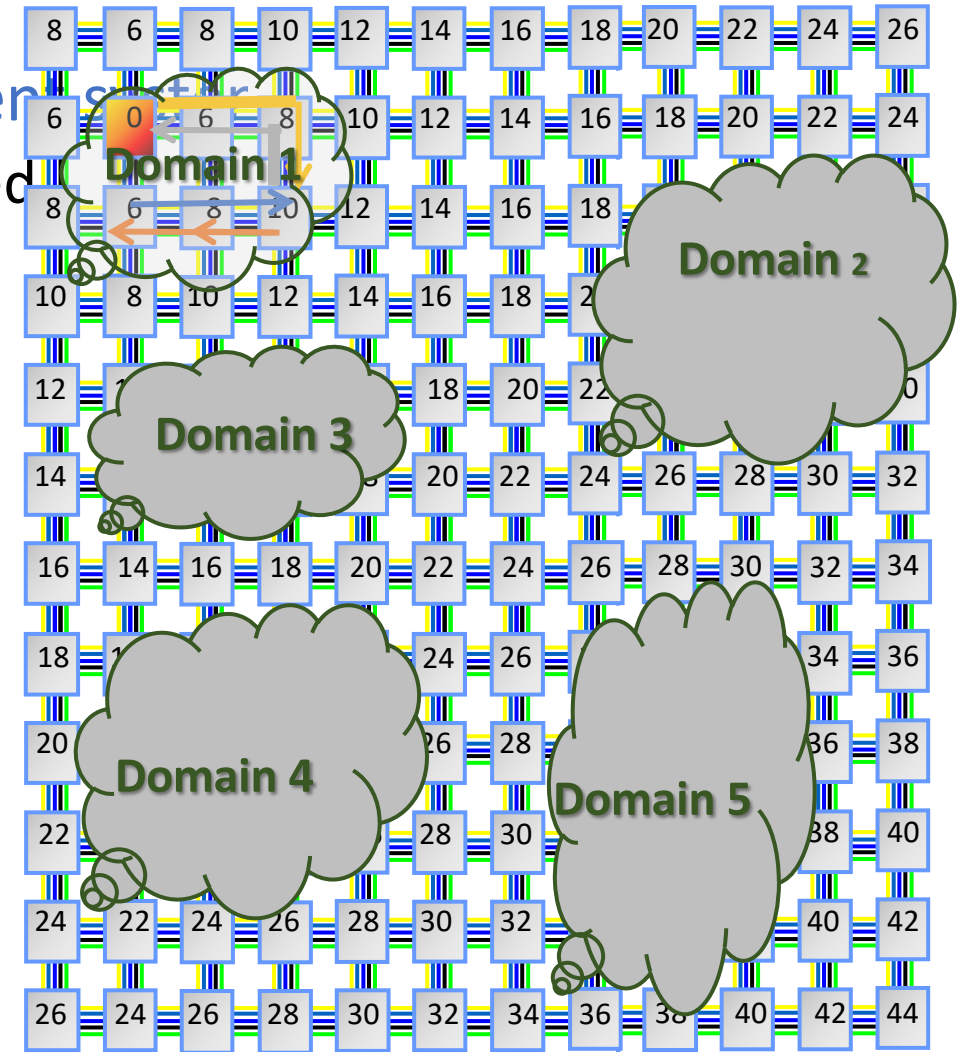 8 6 8 10 12 14 16 18 20 22 24 26
6 0 6 8 10 12 14 16 18 20 22 24
Domain 1
8 6 8 10 12 14 16 18
Domain 2
10 8 10 12 14 16 18
12 18 20 22
Domain 3
14 20 22 24 26 28 30 32
16 14 16 18 20 22 24 26 28 30 32 34
18 24 26 34 36
20 26 28 36 38
Domain 4
Domain 5
22 28 30 38 40
24 22 24 26 28 30 32 40 42
26 24 26 28 30 32 34 36 38 40 42 44